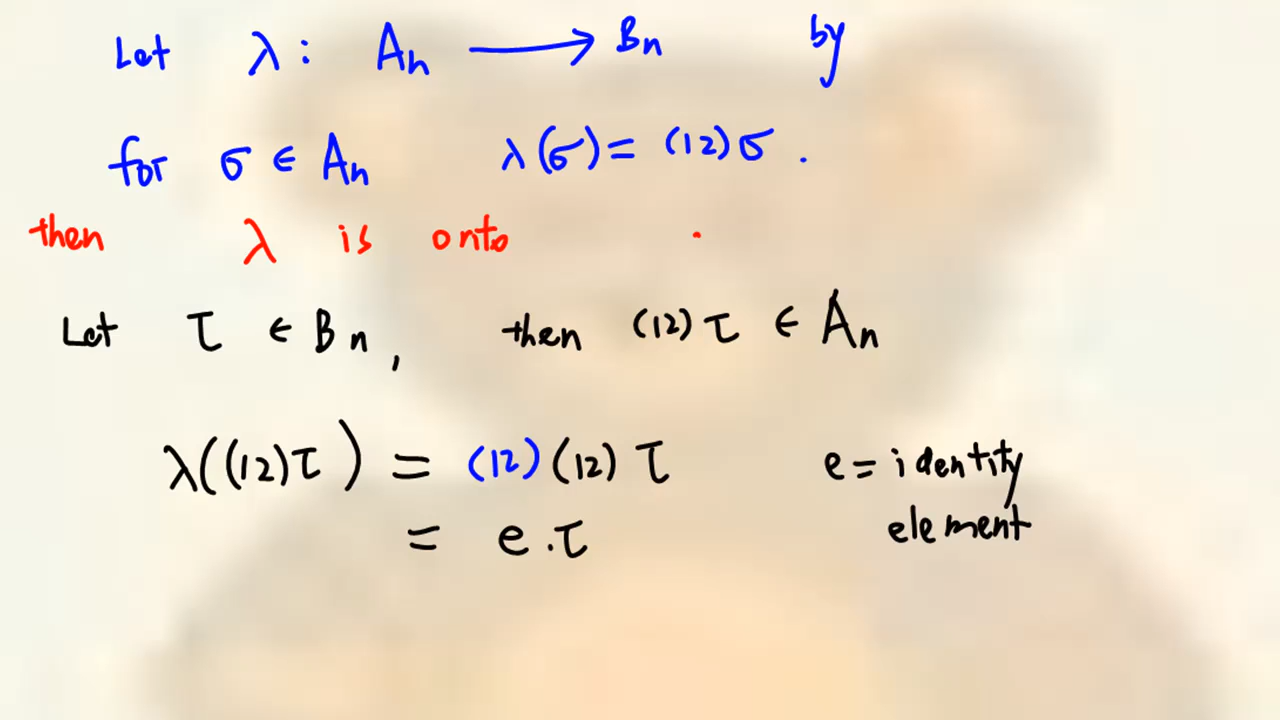 Let λ : An ⟶ Bn by
for σ ∈ An λ(σ) = (12)σ .
then λ is onto .
Let τ ∈ Bn , then (12) τ ∈ An
λ((12)τ) = (12)(12) τ e = identity
= e . τ element